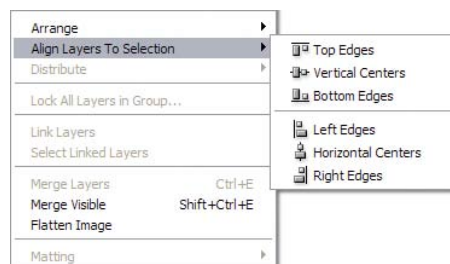 Arrange
Align Layers To Selection
Distribute
Lock All Layers in Group...
Link Layers
Select Linked Layers
Merge Layers Ctrl+E
Merge Visible Shift+Ctrl+E
Flatten Image
Matting
Top Edges
Vertical Centers
Bottom Edges
Left Edges
Horizontal Centers
Right Edges